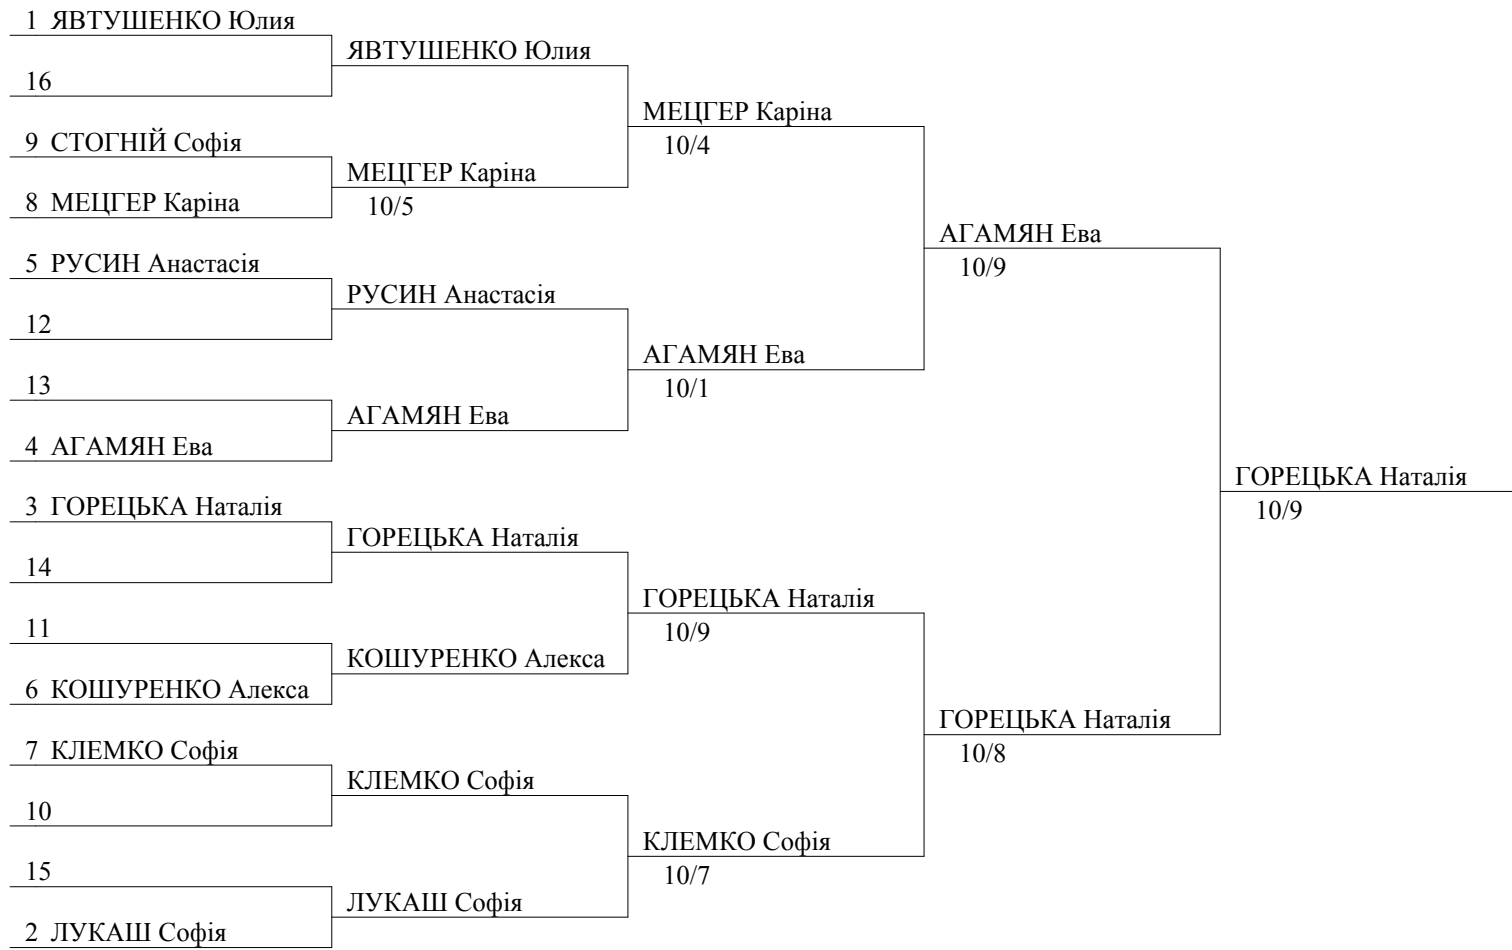 1 ЯВТУШЕНКО Юлия
16
9 СТОГНІЙ Софія
8 МЕЦГЕР Каріна
5 РУСИН Анастасія
12
13
4 АГАМЯН Ева
3 ГОРЕЦЬКА Наталія
14
11
6 КОШУРЕНКО Алекса
7 КЛЕМКО Софія
10
15
2 ЛУКАШ Софія
ЯВТУШЕНКО Юлия
МЕЦГЕР Каріна
10/5
РУСИН Анастасія
АГАМЯН Ева
ГОРЕЦЬКА Наталія
КОШУРЕНКО Алекса
КЛЕМКО Софія
ЛУКАШ Софія
МЕЦГЕР Каріна
10/4
АГАМЯН Ева
10/1
ГОРЕЦЬКА Наталія
10/9
КЛЕМКО Софія
10/7
АГАМЯН Ева
10/9
ГОРЕЦЬКА Наталія
10/8
ГОРЕЦЬКА Наталія
10/9